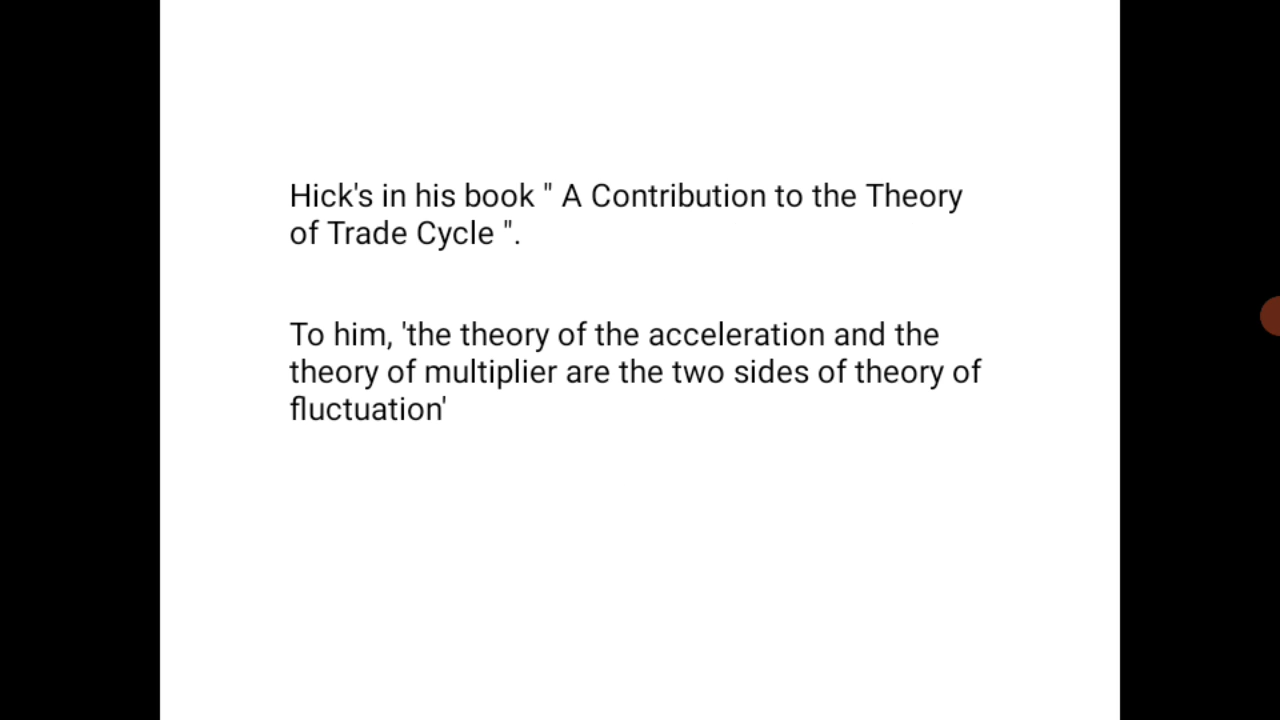 Hick's in his book " A Contribution to the Theory
of Trade Cycle ".
To him, 'the theory of the acceleration and the
theory of multiplier are the two sides of theory of
fluctuation'